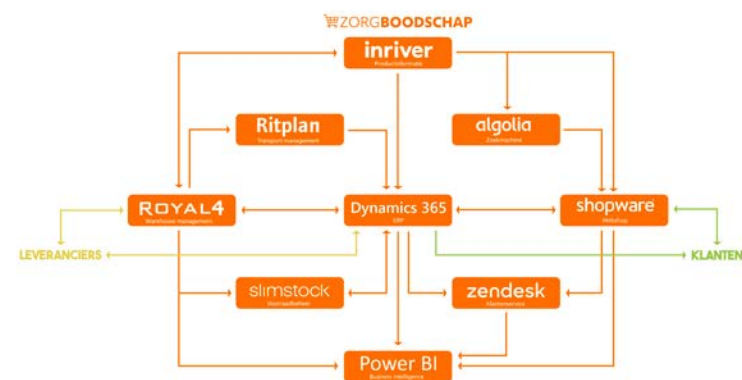 ZORGBOODSCHAP
inriver
Productinformatie
Ritplan
Transport management
algolia
Zoekmachine
ROYAL4
Warehouse management
Dynamics 365
ERP
shopware
Webshop
LEVERANCIERS
KLANTEN
slimstock
Voorraadbeheer
zendesk
Klantenservice
Power BI
Business intelligence